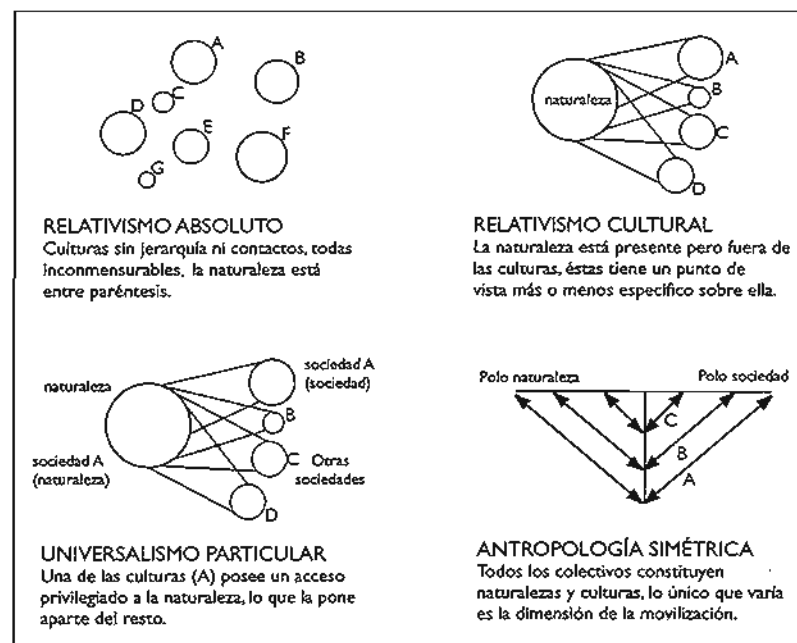 A
B
C
D
E
F
G
RELATIVISMO ABSOLUTO
Culturas sin jerarquía ni contactos, todas
inconmensurables, la naturaleza está
entre paréntesis.
naturaleza
A
B
C
D
RELATIVISMO CULTURAL
La naturaleza está presente pero fuera de
las culturas, éstas tiene un punto de
vista más o menos específico sobre ella.
naturaleza
sociedad A
(sociedad)
B
sociedad A
(naturaleza)
C
Otras
sociedades
D
UNIVERSALISMO PARTICULAR
Una de las culturas (A) posee un acceso
privilegiado a la naturaleza, lo que la pone
aparte del resto.
Polo naturaleza
Polo sociedad
C
B
A
ANTROPOLOGÍA SIMÉTRICA
Todos los colectivos constituyen
naturalezas y culturas, lo único que varía
es la dimensión de la movilización.